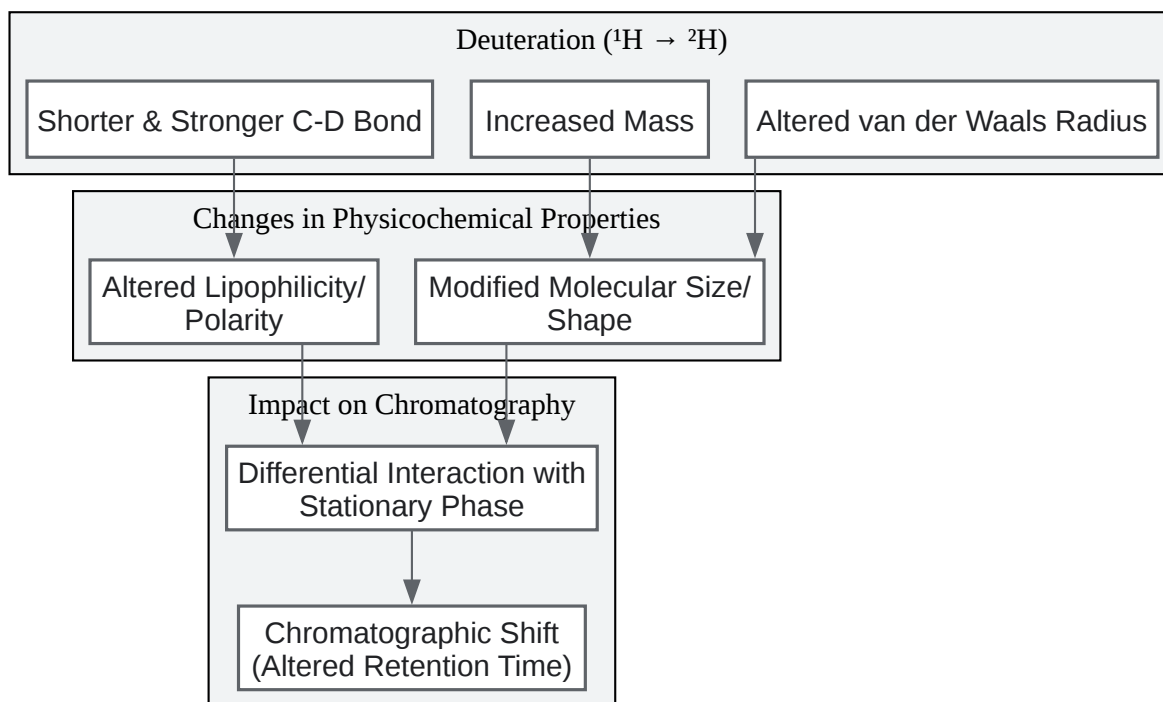 Deuteration (¹H → ²H)
Shorter & Stronger C-D Bond
Increased Mass
Altered van der Waals Radius
Changes in Physicochemical Properties
Altered Lipophilicity/
Polarity
Modified Molecular Size/
Shape
Impact on Chromatography
Differential Interaction with
Stationary Phase
Chromatographic Shift
(Altered Retention Time)